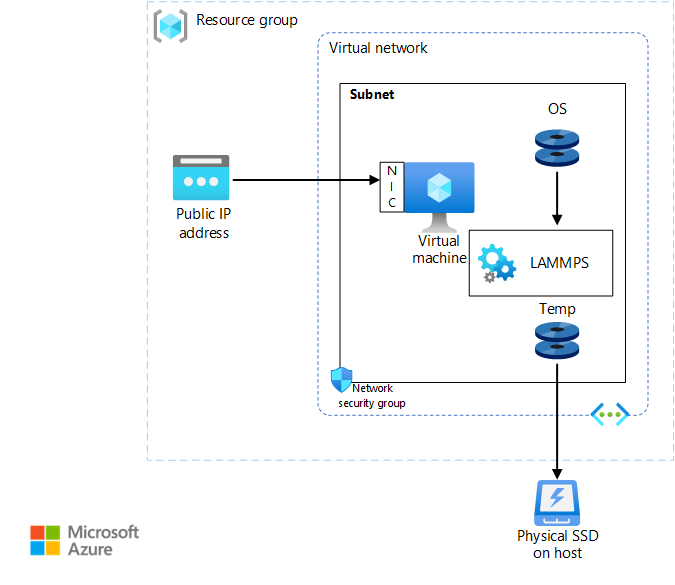 Resource group
Virtual network
Subnet
OS
N
I
C
Public IP
address
Virtual
machine
LAMMPS
Temp
Network
security group
Physical SSD
on host
Microsoft
Azure